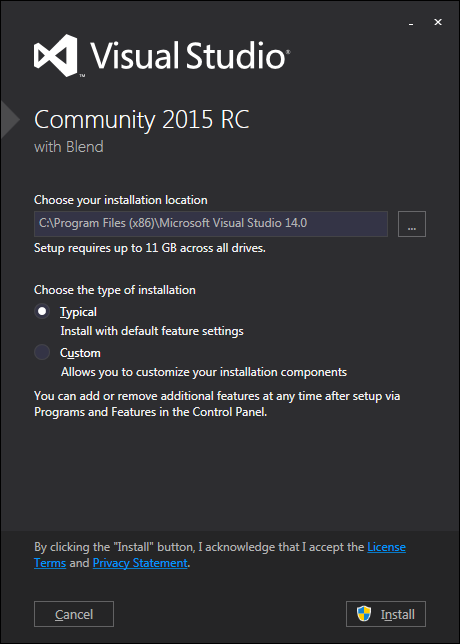 Visual Studio®
™
Community 2015 RC
with Blend
Choose your installation location
C:\Program Files (x86)\Microsoft Visual Studio 14.0
...
Setup requires up to 11 GB across all drives.
Choose the type of installation
Typical
Install with default feature settings
Custom
Allows you to customize your installation components
You can add or remove additional features at any time after setup via
Programs and Features in the Control Panel.
By clicking the "Install" button, I acknowledge that I accept the License
Terms and Privacy Statement.
Cancel
Install